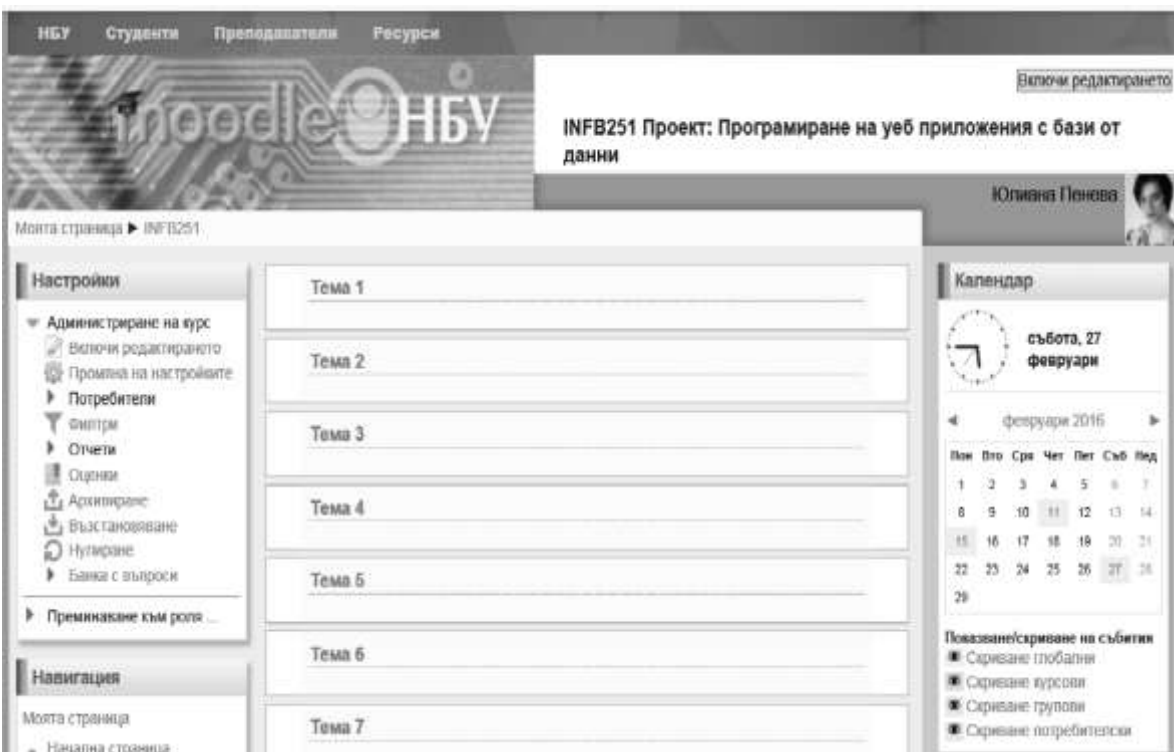 НБУ Студенти Преподаватели Ресурси
moodle НБУ
Включи редактирането
INFB251 Проект: Програмиране на уеб приложения с бази от
данни
Юлиана Пенева
Моята страница ▶ INFB251
Настройки
Администриране на курс
Включи редактирането
Промяна на настройките
Потребители
Филтри
Отчети
Оценки
Архивиране
Възстановяване
Нулиране
Банка с въпроси
Преминаване към роля ...
Навигация
Моята страница
Начална страница
Тема 1
Тема 2
Тема 3
Тема 4
Тема 5
Тема 6
Тема 7
Календар
събота, 27
февруари
◀ февруари 2016 ▶
Пон Вто Сря Чет Пет Съб Нед
1 2 3 4 5 6 7
8 9 10 11 12 13 14
15 16 17 18 19 20 21
22 23 24 25 26 27 28
29
Показване/скриване на събития
Скриване глобални
Скриване курсови
Скриване групови
Скриване потребителски